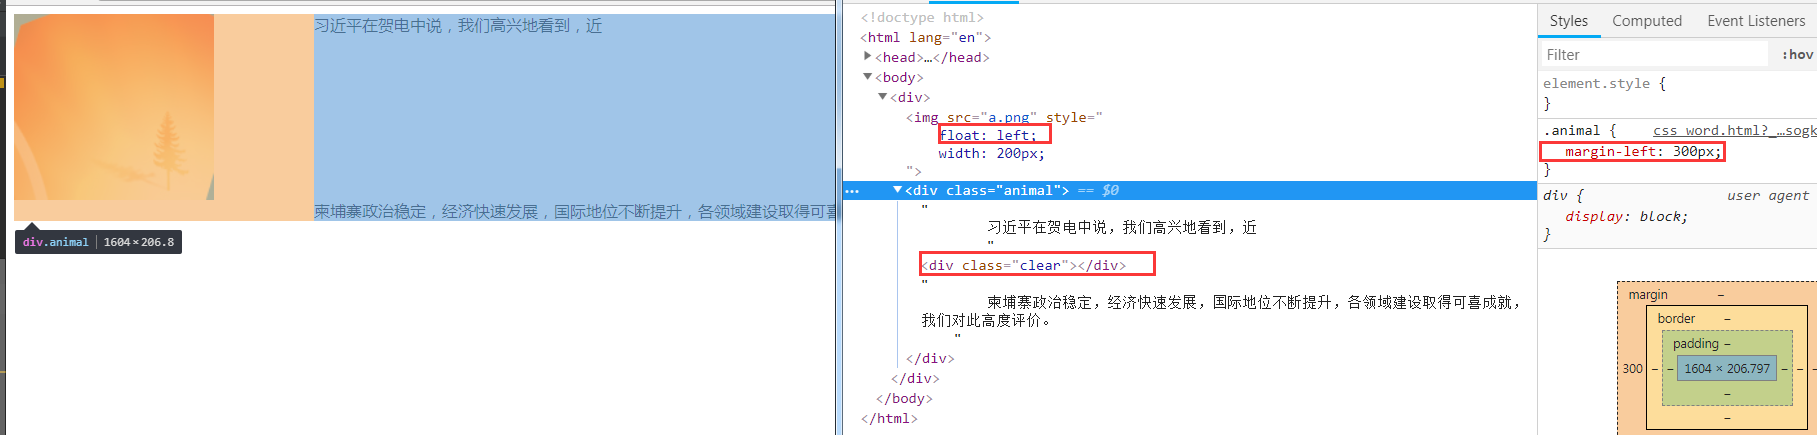 习近平在贺电中说，我们高兴地看到，近
柬埔寨政治稳定，经济快速发展，国际地位不断提升，各领域建设取得可喜
div.animal | 1604×206.8
<!doctype html>
<html lang="en">
▶<head>…</head>
▼<body>
▼<div>
<img src="a.png" style="
float: left;
width: 200px;
">
▼<div class="animal"> == $0
"
习近平在贺电中说，我们高兴地看到，近
"
<div class="clear"></div>
"
柬埔寨政治稳定，经济快速发展，国际地位不断提升，各领域建设取得可喜成就，
我们对此高度评价。
"
</div>
</div>
</body>
</html>
Styles Computed Event Listeners
Filter :hov
element.style {
}
.animal { css word.html?_…sogk
margin-left: 300px;
}
div { user agent
display: block;
}
margin –
border –
padding –
300 – – 1604 × 206.797 – – –
–
–